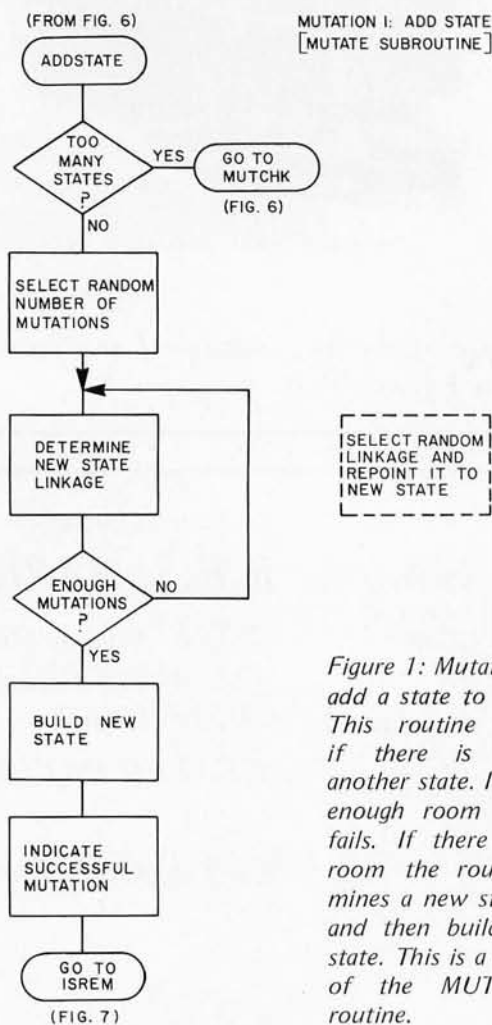 (FROM FIG. 6)
MUTATION I: ADD STATE
[MUTATE SUBROUTINE]
ADDSTATE
TOO
MANY
STATES
?
YES
GO TO
MUTCHK
(FIG. 6)
NO
SELECT RANDOM
NUMBER OF
MUTATIONS
DETERMINE
NEW STATE
LINKAGE
SELECT RANDOM
LINKAGE AND
REPOINT IT TO
NEW STATE
ENOUGH
MUTATIONS
?
NO
YES
BUILD NEW
STATE
INDICATE
SUCCESSFUL
MUTATION
GO TO
ISREM
(FIG. 7)
Figure 1: Mutat
add a state to
This routine
if there is
another state. I
enough room
fails. If there
room the rou
mines a new s
and then buil
state. This is a
of the MUT
routine.